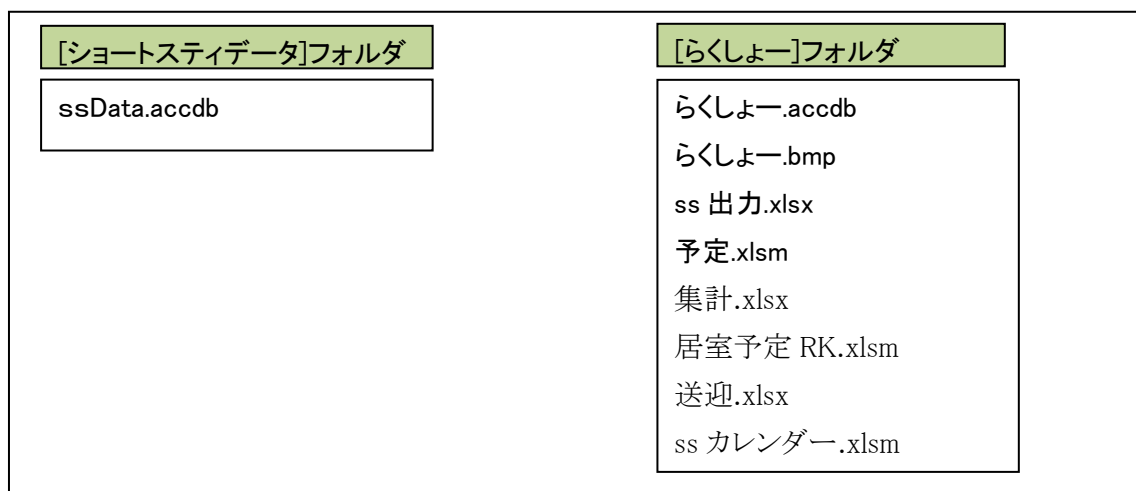 [ショートスティデータ]フォルダ
ssData.accdb
[らくしょー]フォルダ
らくしょー.accdb
らくしょー.bmp
ss 出力.xlsx
予定.xlsm
集計.xlsx
居室予定 RK.xlsm
送迎.xlsx
ss カレンダー.xlsm